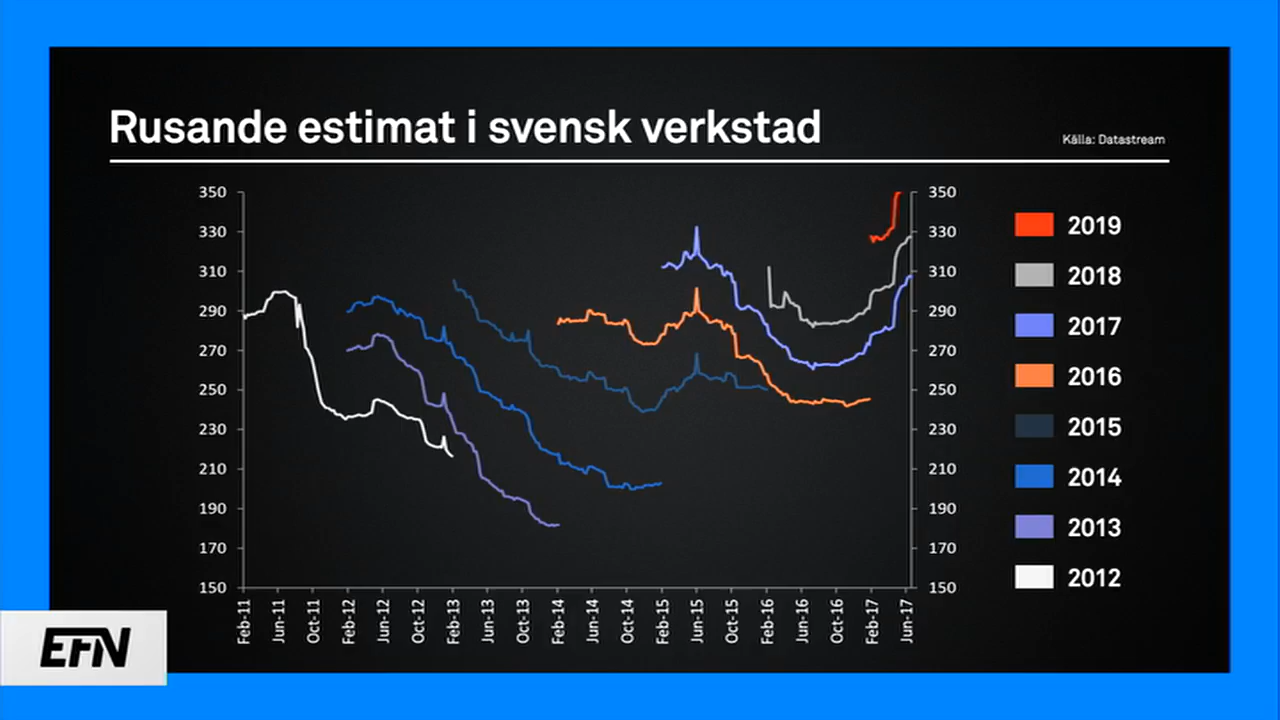 Rusande estimat i svensk verkstad
Källa: Datastream
350
330
310
290
270
250
230
210
190
170
150
350
330
310
290
270
250
230
210
190
170
150
Feb-11
Jun-11
Oct-11
Feb-12
Jun-12
Oct-12
Feb-13
Jun-13
Oct-13
Feb-14
Jun-14
Oct-14
Feb-15
Jun-15
Oct-15
Feb-16
Jun-16
Oct-16
Feb-17
Jun-17
2019
2018
2017
2016
2015
2014
2013
2012
EFN